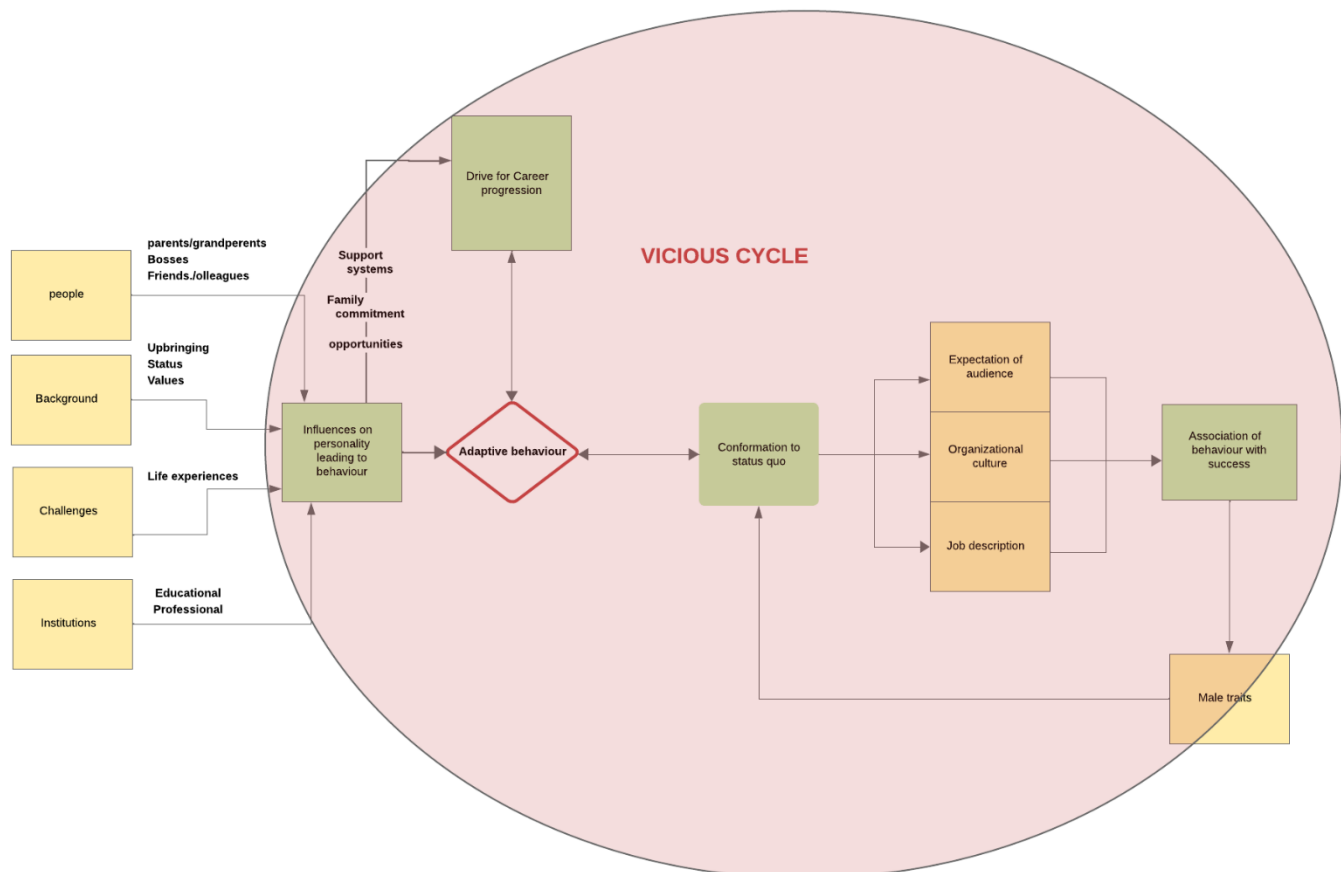 parents/grandperents
Bosses
Friends./olleagues
people
Upbringing
Status
Values
Background
Life experiences
Challenges
Educational
Professional
Institutions
Influences on
personality
leading to
behaviour
Support
systems
Family
commitment
opportunities
Drive for Career
progression
VICIOUS CYCLE
Adaptive behaviour
Conformation to
status quo
Expectation of
audience
Organizational
culture
Job description
Association of
behaviour with
success
Male traits